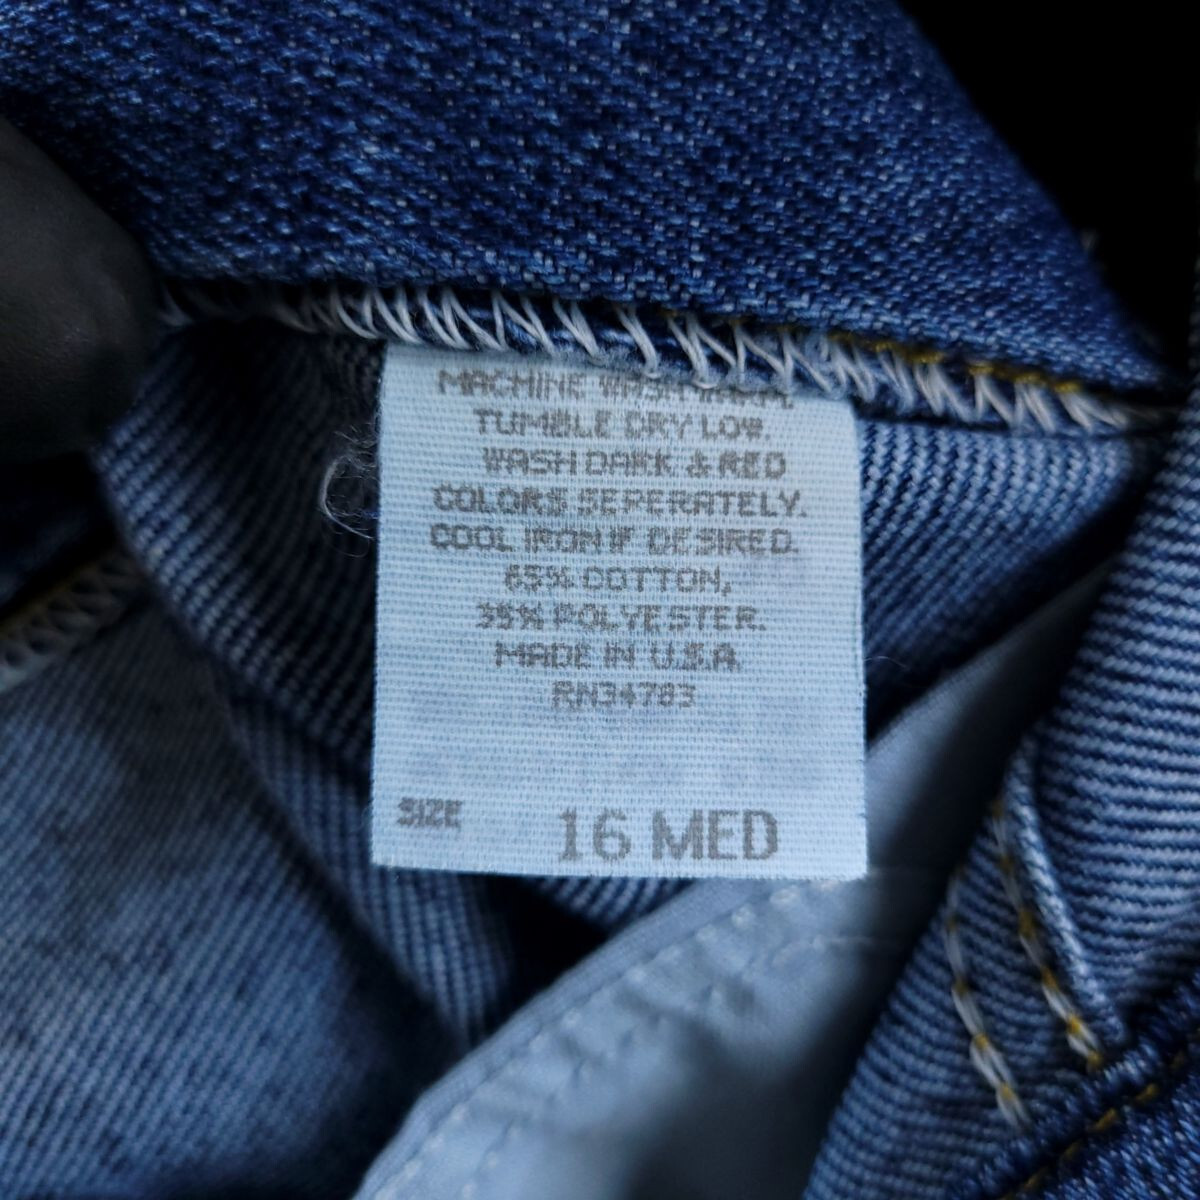 MACHINE WASH WARM.
TUMBLE DRY LOW.
WASH DARK & RED
COLORS SEPERATELY.
COOL IRON IF DESIRED.
65% COTTON,
35% POLYESTER.
MADE IN U.S.A.
RN34783
SIZE 16 MED